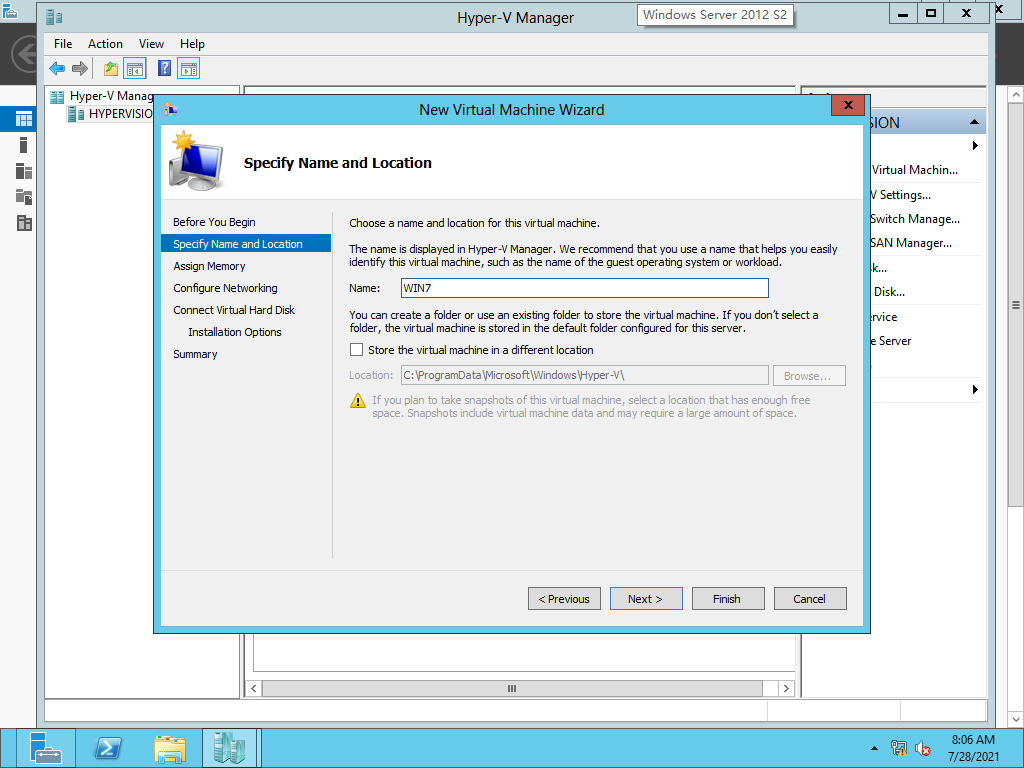 Hyper-V Manager
Windows Server 2012 S2
File Action View Help
Hyper-V Manag
HYPERVISIO
New Virtual Machine Wizard
Specify Name and Location
Before You Begin
Specify Name and Location
Assign Memory
Configure Networking
Connect Virtual Hard Disk
Installation Options
Summary
Choose a name and location for this virtual machine.
The name is displayed in Hyper-V Manager. We recommend that you use a name that helps you easily
identify this virtual machine, such as the name of the guest operating system or workload.
Name: WIN7
You can create a folder or use an existing folder to store the virtual machine. If you don't select a
folder, the virtual machine is stored in the default folder configured for this server.
Store the virtual machine in a different location
Location: C:\ProgramData\Microsoft\Windows\Hyper-V\ Browse...
If you plan to take snapshots of this virtual machine, select a location that has enough free
space. Snapshots include virtual machine data and may require a large amount of space.
< Previous Next > Finish Cancel
SION
Virtual Machin...
V Settings...
Switch Manage...
SAN Manager...
k...
Disk...
ervice
e Server
8:06 AM
7/28/2021